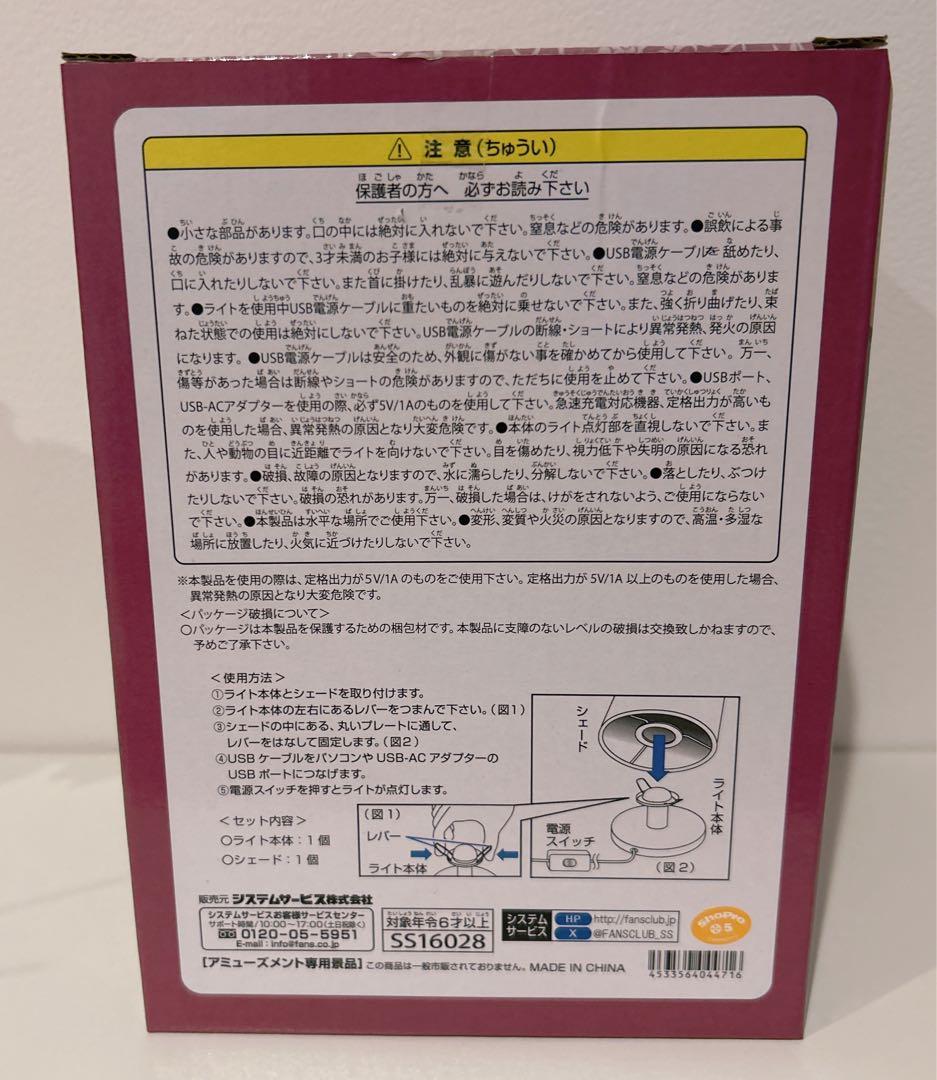 ⚠ 注意(ちゅうい)
保護者の方へ 必ずお読み下さい
●小さな部品があります。口の中には絶対に入れないで下さい。窒息などの危険があります。●誤飲による事
故の危険がありますので、3才未満のお子様には絶対に与えないで下さい。●USB電源ケーブルを舐めたり、
口に入れたりしないで下さい。また首に掛けたり、乱暴に遊んだりしないで下さい。窒息などの危険がありま
す。●ライトを使用中USB電源ケーブルに重たいものを絶対に乗せないで下さい。また、強く折り曲げたり、束
ねた状態での使用は絶対にしないで下さい。USB電源ケーブルの断線・ショートにより異常発熱、発火の原因
になります。●USB電源ケーブルは安全のため、外観に傷がない事を確かめてから使用して下さい。万一、
傷等があった場合は断線やショートの危険がありますので、ただちに使用を止めて下さい。●USBポート、
USB-ACアダプターを使用の際、必ず5V/1Aのものを使用して下さい。急速充電対応機器、定格出力が高いも
のを使用した場合、異常発熱の原因となり大変危険です。●本体のライト点灯部を直視しないで下さい。ま
た、人や動物の目に近距離でライトを向けないで下さい。目を傷めたり、視力低下や失明の原因になる恐れ
があります。●破損、故障の原因となりますので、水に濡らしたり、分解しないで下さい。●落としたり、ぶつけ
たりしないで下さい。破損の恐れがあります。万一、破損した場合は、けがをされないよう、ご使用にならない
で下さい。●本製品は水平な場所でご使用下さい。●変形、変質や火災の原因となりますので、高温・多湿な
場所に放置したり、火気に近づけたりしないで下さい。
※本製品を使用の際は、定格出力が5V/1Aのものをご使用下さい。定格出力が5V/1A以上のものを使用した場合、
異常発熱の原因となり大変危険です。
<パッケージ破損について>
○パッケージは本製品を保護するための梱包材です。本製品に支障のないレベルの破損は交換致しかねますので、
予めご了承下さい。
<使用方法>
①ライト本体とシェードを取り付けます。
②ライト本体の左右にあるレバーをつまんで下さい。(図1)
③シェードの中にある、丸いプレートに通して、
レバーをはなして固定します。(図2)
④USBケーブルをパソコンやUSB-ACアダプターの
USBポートにつなげます。
⑤電源スイッチを押すとライトが点灯します。
<セット内容>
○ライト本体:1個
○シェード:1個
(図1)
レバー
ライト本体
シェード
ライト本体
電源
スイッチ
(図2)
販売元 システムサービス株式会社
システムサービスお客様サービスセンター
サポート時間/10:00~17:00(土日祝除く)
0120-05-5951
E-mail:info@fans.co.jp
対象年令6才以上
SS16028
システム
サービス
HP http://fansclub.jp
X @FANSCLUB_SS
ShoPro
5
[アミューズメント専用景品] この商品は一般市販されておりません。 MADE IN CHINA
4533564044716